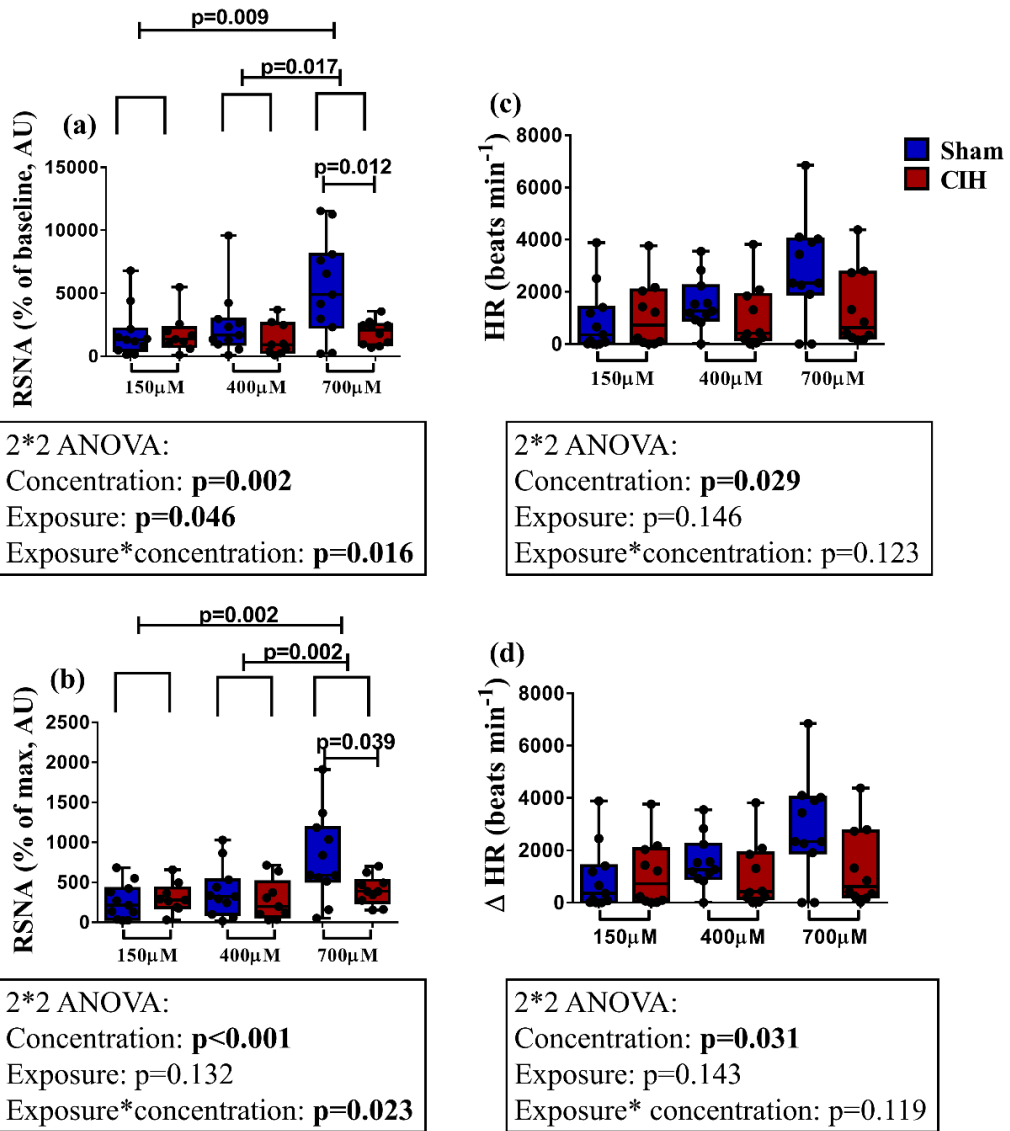 p=0.009
p=0.017
(a)
RSNA (% of baseline, AU)
15000
10000
5000
0
p=0.012
150µM
400µM
700µM
2*2 ANOVA:
Concentration: p=0.002
Exposure: p=0.046
Exposure*concentration: p=0.016
(c)
HR (beats min-1)
8000
6000
4000
2000
0
150µM
400µM
700µM
Sham
CIH
2*2 ANOVA:
Concentration: p=0.029
Exposure: p=0.146
Exposure*concentration: p=0.123
p=0.002
p=0.002
(b)
RSNA (% of max, AU)
2500
2000
1500
1000
500
0
p=0.039
150µM
400µM
700µM
2*2 ANOVA:
Concentration: p<0.001
Exposure: p=0.132
Exposure*concentration: p=0.023
(d)
Δ HR (beats min-1)
8000
6000
4000
2000
0
150µM
400µM
700µM
2*2 ANOVA:
Concentration: p=0.031
Exposure: p=0.143
Exposure* concentration: p=0.119